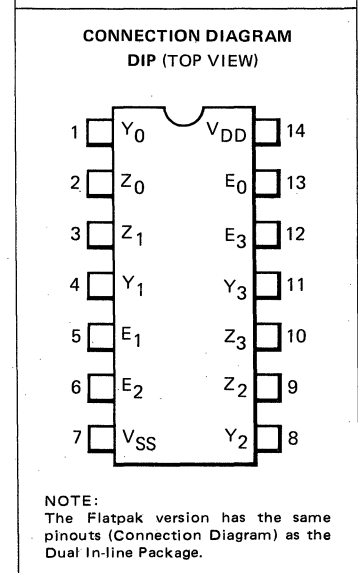 CONNECTION DIAGRAM
DIP (TOP VIEW)
1 Y0 VDD 14
2 Z0 E0 13
3 Z1 E3 12
4 Y1 Y3 11
5 E1 Z3 10
6 E2 Z2 9
7 VSS Y2 8
NOTE:
The Flatpak version has the same
pinouts (Connection Diagram) as the
Dual In-line Package.